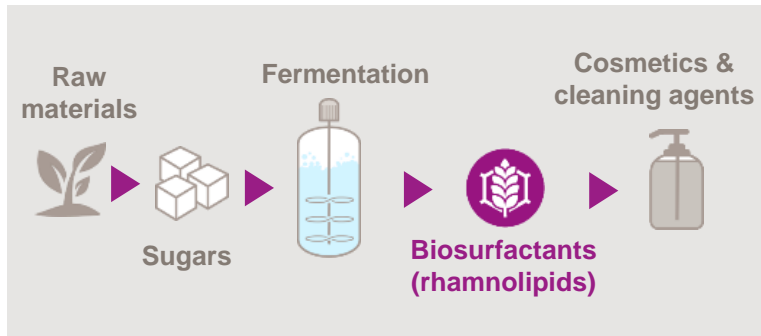 Raw
materials
Sugars
Fermentation
Biosurfactants
(rhamnolipids)
Cosmetics &
cleaning agents